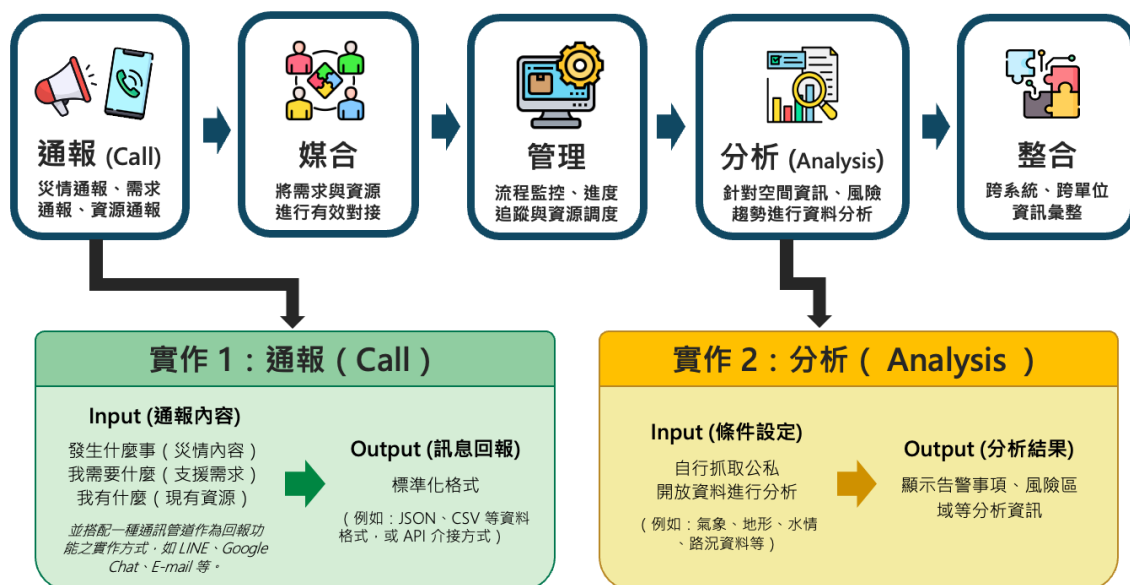 通報 (Call)
災情通報、需求
通報、資源通報
媒合
將需求與資源
進行有效對接
管理
流程監控、進度
追蹤與資源調度
分析 (Analysis)
針對空間資訊、風險
趨勢進行資料分析
整合
跨系統、跨單位
資訊彙整
實作 1：通報（Call）
Input (通報內容)
發生什麼事（災情內容）
我需要什麼（支援需求）
我有什麼（現有資源）
並搭配一種通訊管道作為回報功
能之實作方式，如 LINE、Google
Chat、E-mail 等。
Output (訊息回報)
標準化格式
（例如：JSON、CSV 等資料
格式，或 API 介接方式）
實作 2：分析（ Analysis ）
Input (條件設定)
自行抓取公私
開放資料進行分析
（例如：氣象、地形、水情
、路況資料等）
Output (分析結果)
顯示告警事項、風險區
域等分析資訊